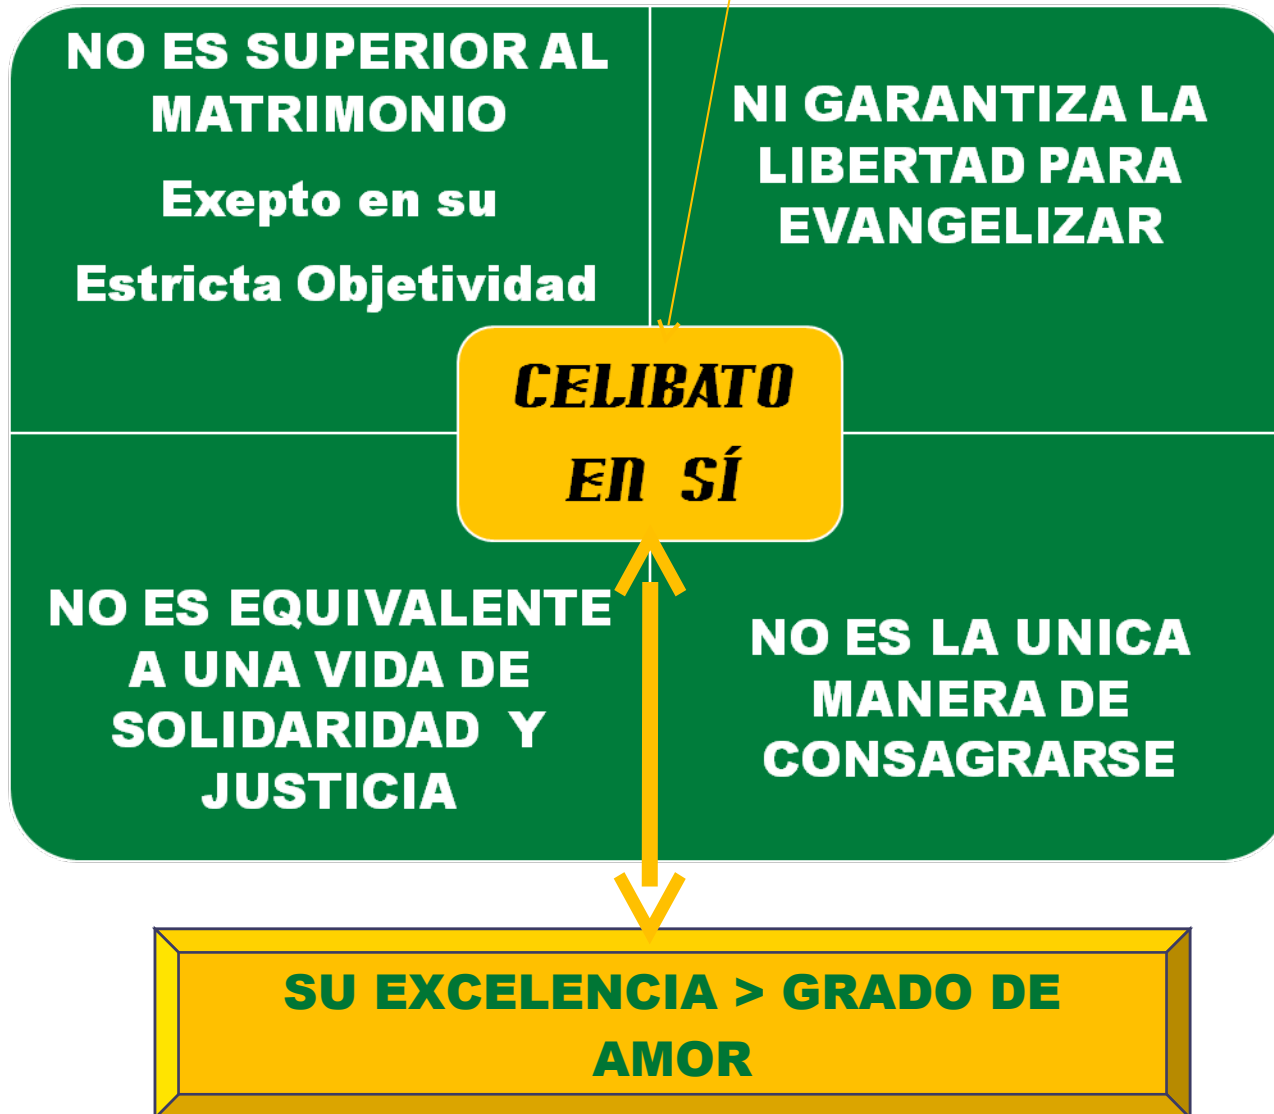 NO ES SUPERIOR AL
MATRIMONIO
Exepto en su
Estricta Objetividad
NI GARANTIZA LA
LIBERTAD PARA
EVANGELIZAR
CELIBATO
EN SÍ
NO ES EQUIVALENTE
A UNA VIDA DE
SOLIDARIDAD Y
JUSTICIA
NO ES LA UNICA
MANERA DE
CONSAGRARSE
SU EXCELENCIA > GRADO DE
AMOR